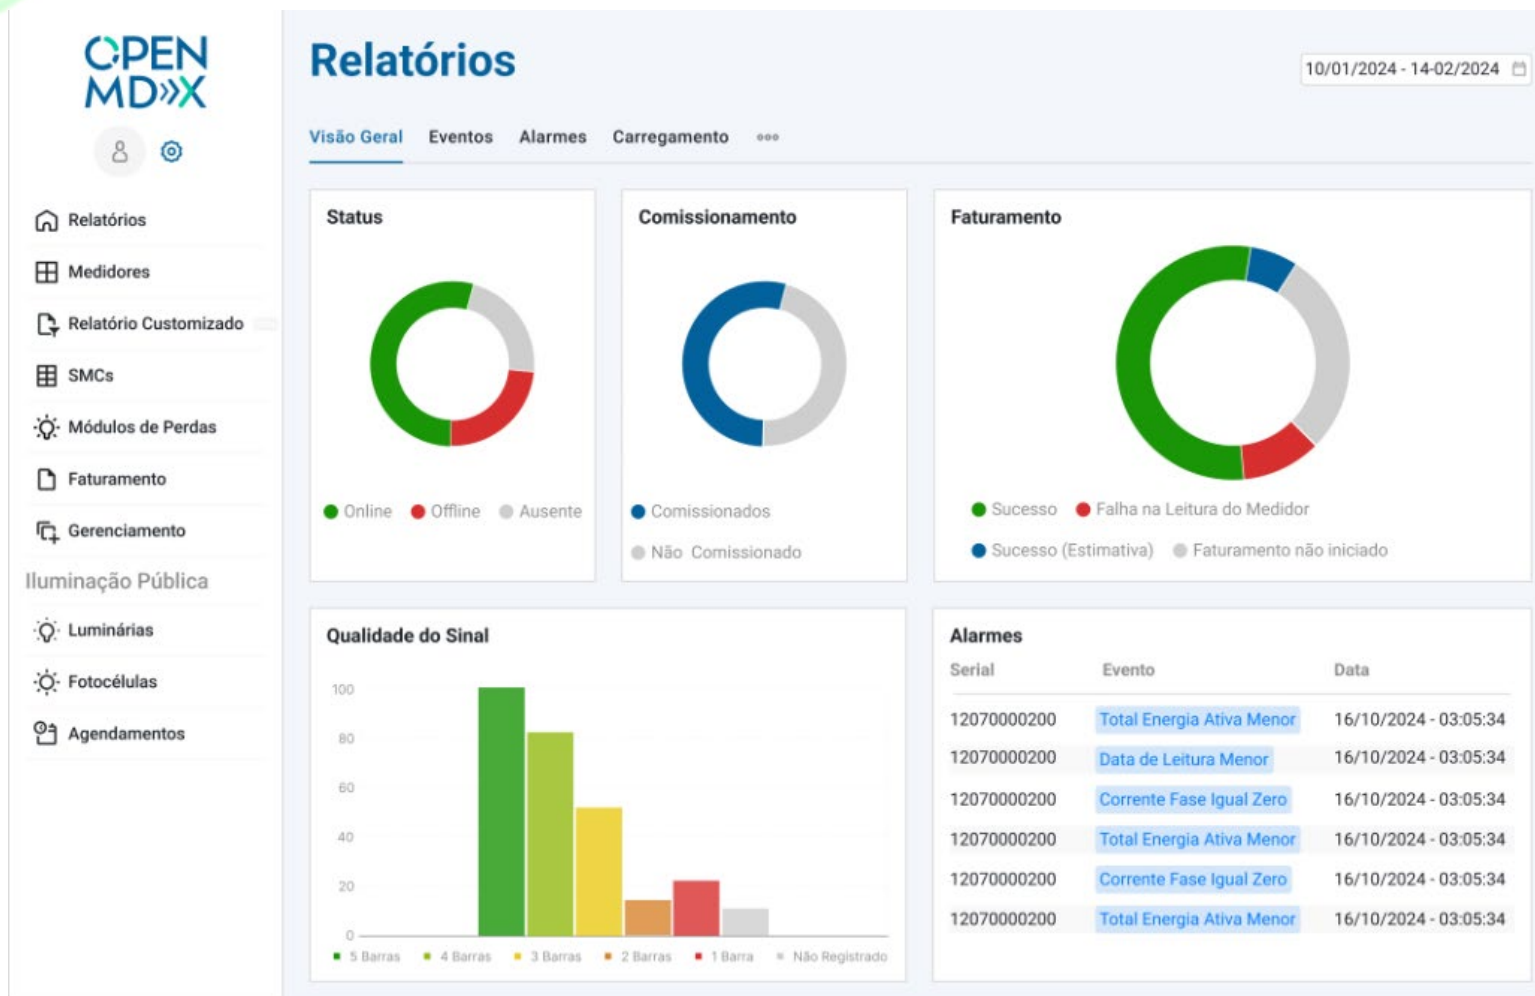 OPEN
MD»X
Relatórios
Medidores
Relatório Customizado
SMCs
Módulos de Perdas
Faturamento
Gerenciamento
Iluminação Pública
Luminárias
Fotocélulas
Agendamentos
Relatórios
10/01/2024 - 14-02/2024
Visão Geral Eventos Alarmes Carregamento
Status
Online Offline Ausente
Comissionamento
Comissionados
Não Comissionado
Faturamento
Sucesso Falha na Leitura do Medidor
Sucesso (Estimativa) Faturamento não iniciado
Qualidade do Sinal
100
80
60
40
20
0
5 Barras 4 Barras 3 Barras 2 Barras 1 Barra Não Registrado
Alarmes
Serial Evento Data
12070000200 Total Energia Ativa Menor 16/10/2024 - 03:05:34
12070000200 Data de Leitura Menor 16/10/2024 - 03:05:34
12070000200 Corrente Fase Igual Zero 16/10/2024 - 03:05:34
12070000200 Total Energia Ativa Menor 16/10/2024 - 03:05:34
12070000200 Corrente Fase Igual Zero 16/10/2024 - 03:05:34
12070000200 Total Energia Ativa Menor 16/10/2024 - 03:05:34